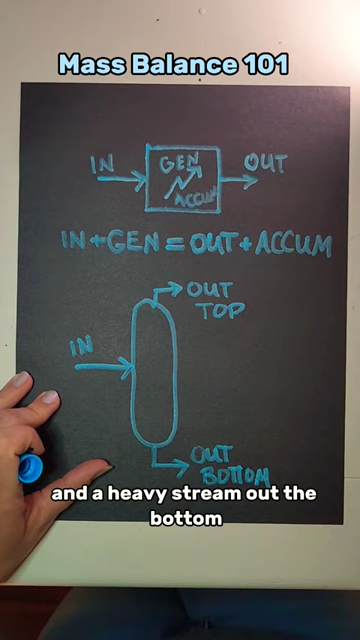 Mass Balance 101
IN
GEN
ACCUM
OUT
IN+GEN=OUT+ACCUM
OUT
TOP
IN
OUT
BOTTOM
and a heavy stream out the
bottom